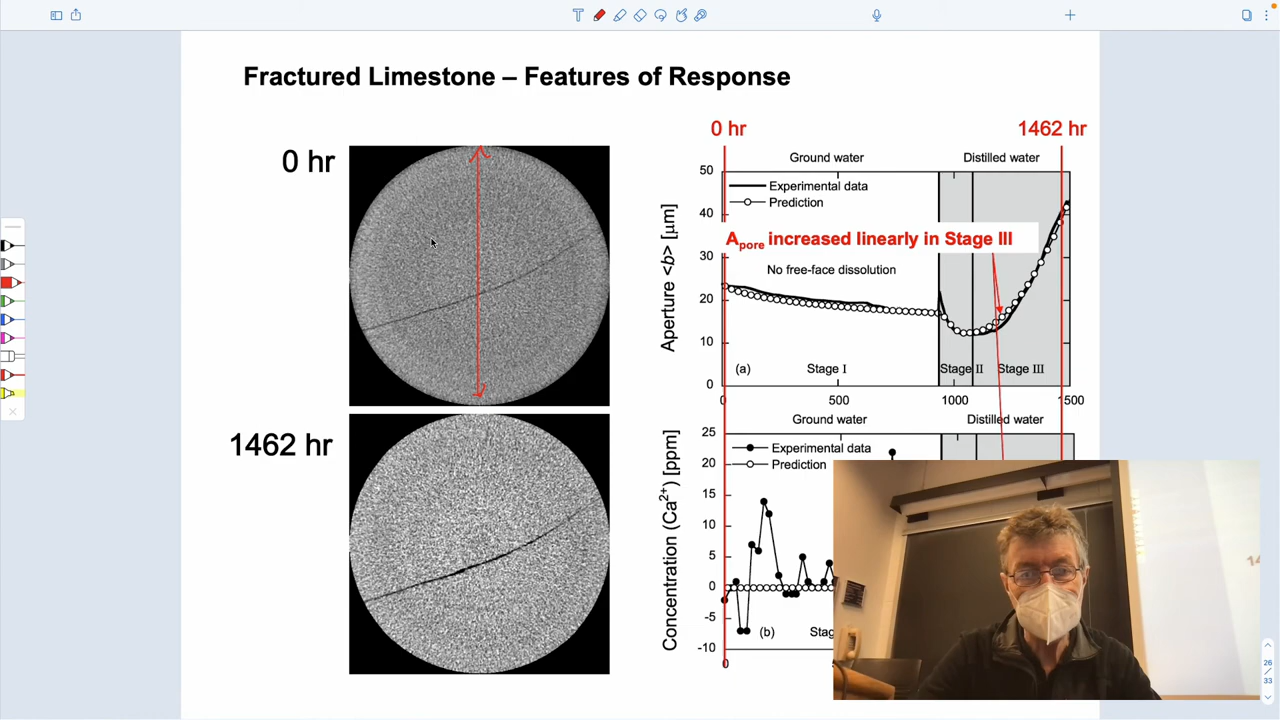 Fractured Limestone – Features of Response
0 hr
1462 hr
0 hr
1462 hr
Ground water
Distilled water
50
40
30
20
10
0
Aperture <b> [μm]
Experimental data
Prediction
A_pore increased linearly in Stage III
No free-face dissolution
(a)
Stage I
Stage II
Stage III
0
500
1000
1500
Ground water
Distilled water
25
20
15
10
5
0
-5
-10
Concentration (Ca²⁺) [ppm]
Experimental data
Prediction
(b)
0
26
33